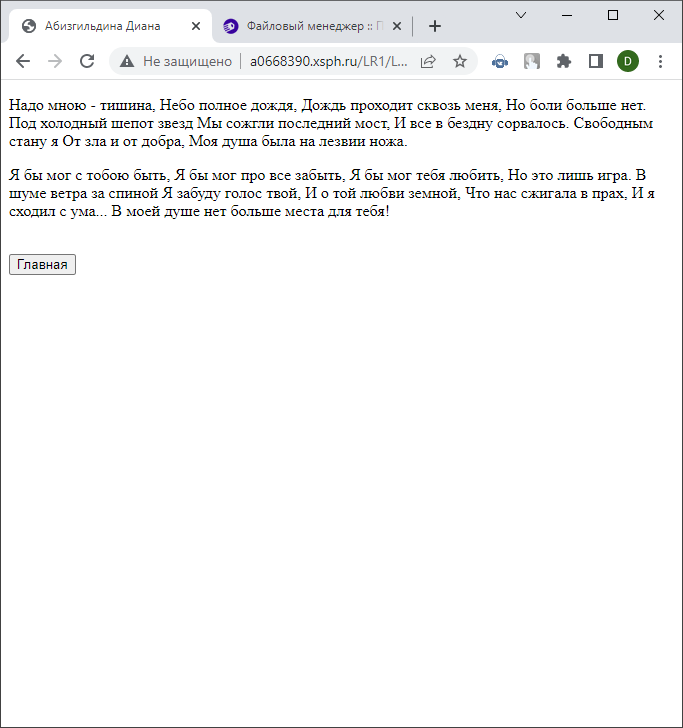 Абизгильдина Диана
Файловый менеджер :: П
Не защищено
a0668390.xsph.ru/LR1/L...
D
Надо мною - тишина, Небо полное дождя, Дождь проходит сквозь меня, Но боли больше нет.
Под холодный шепот звезд Мы сожгли последний мост, И все в бездну сорвалось. Свободным
стану я От зла и от добра, Моя душа была на лезвии ножа.
Я бы мог с тобою быть, Я бы мог про все забыть, Я бы мог тебя любить, Но это лишь игра. В
шуме ветра за спиной Я забуду голос твой, И о той любви земной, Что нас сжигала в прах, И я
сходил с ума... В моей душе нет больше места для тебя!
Главная